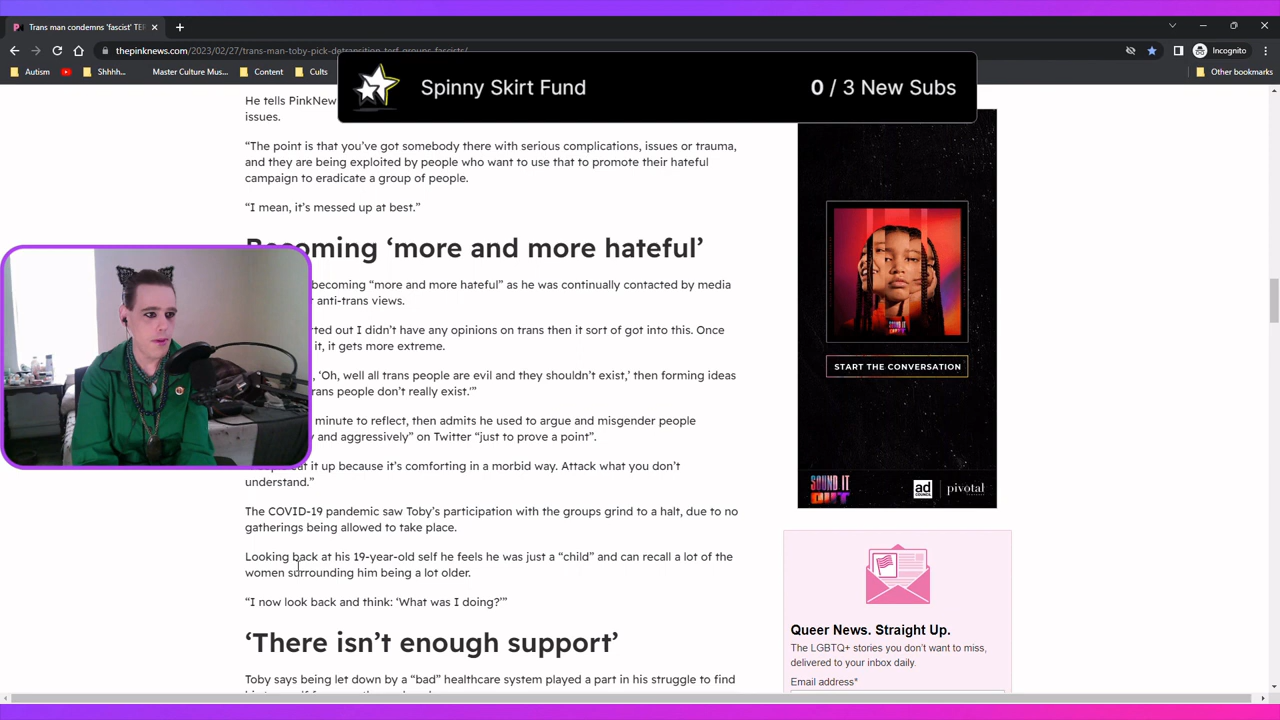 Trans man condemns 'fascist' TER
thepinknews.com/2023/02/27/trans-man-toby-pick-detransition-terf-groups-fascists/
Incognito
Autism
Shhhh...
Master Culture Mus...
Content
Cults
Other bookmarks
7
Spinny Skirt Fund
0 / 3 New Subs
He tells PinkNew
issues.
“The point is that you’ve got somebody there with serious complications, issues or trauma,
and they are being exploited by people who want to use that to promote their hateful
campaign to eradicate a group of people.
“I mean, it’s messed up at best.”
Becoming ‘more and more hateful’
becoming “more and more hateful” as he was continually contacted by media
anti-trans views.
rted out I didn’t have any opinions on trans then it sort of got into this. Once
it, it gets more extreme.
‘Oh, well all trans people are evil and they shouldn’t exist,’ then forming ideas
rans people don’t really exist.’”
minute to reflect, then admits he used to argue and misgender people
and aggressively” on Twitter “just to prove a point”.
it up because it’s comforting in a morbid way. Attack what you don’t
understand.”
The COVID-19 pandemic saw Toby’s participation with the groups grind to a halt, due to no
gatherings being allowed to take place.
Looking back at his 19-year-old self he feels he was just a “child” and can recall a lot of the
women surrounding him being a lot older.
“I now look back and think: ‘What was I doing?’”
‘There isn’t enough support’
Toby says being let down by a “bad” healthcare system played a part in his struggle to find
SOUND IT OUT
START THE CONVERSATION
SOUND IT OUT
ad COUNCIL
pivotal
Queer News. Straight Up.
The LGBTQ+ stories you don’t want to miss,
delivered to your inbox daily.
Email address*